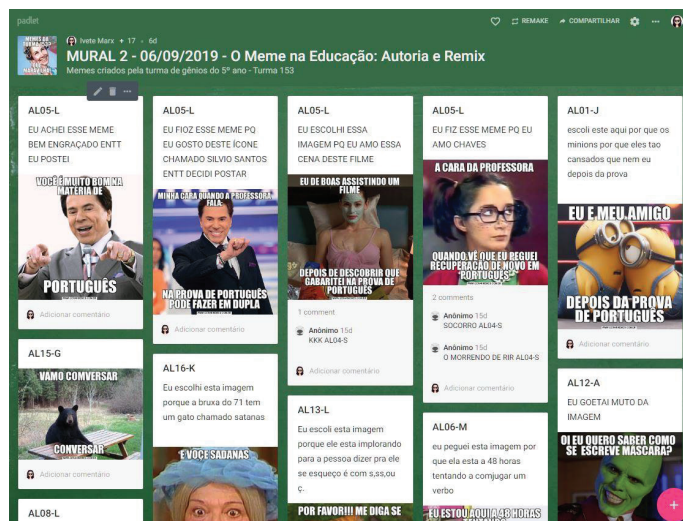 padlet
REMAKE
COMPARTILHAR
Ivete Marx + 17 • 6d
MURAL 2 - 06/09/2019 - O Meme na Educação: Autoria e Remix
Memes criados pela turma de gênios do 5º ano - Turma 153
AL05-L
EU ACHEI ESSE MEME
BEM ENGRAÇADO ENTT
EU POSTEI
VOCÊ É MUITO BOM NA
MATERIA DE
PORTUGUÊS
Adicionar comentário
AL15-G
VAMO COMVERSAR
CONVERSAR
Adicionar comentário
AL08-L
AL05-L
EU FIOZ ESSE MEME PQ
EU GOSTO DESTE ÍCONE
CHAMADO SILVIO SANTOS
ENTT DECIDI POSTAR
MINHA CARA QUANDO A PROFESSORA
FALA:
NA PROVA DE PORTUGUÊS
PODE FAZER EM DUPLA
Adicionar comentário
AL16-K
Eu escolhi esta imagem
porque a bruxa do 71 tem
um gato chamado satanas
E VOÇE SADANAS
AL05-L
EU ESCOLHI ESSA
IMAGEM PQ EU AMO ESSA
CENA DESTE FILME
EU DE BOAS ASSISTINDO UM
FILME
DEPOIS DE DESCOBRIR QUE
GABARITEI NA PROVA DE
PORTUGUÊS
1 comment
Anônimo 15d
KKK AL04-S
Adicionar comentário
AL13-L
Eu escoli esta imagem
porque ele esta implorando
para a pessoa dizer pra ele
se esqueço é com s,ss,ou
ç.
POR FAVOR!!! ME DIGA SE
AL05-L
EU FIZ ESSE MEME PQ EU
AMO CHAVES
A CARA DA PROFESSORA
QUANDO VÊ QUE EU PEGUEI
RECUPERAÇÃO DE NOVO EM
PORTUGUÊS
2 comments
Anônimo 15d
SOCORRO AL04-S
Anônimo 15d
O MORRENDO DE RIR AL04-S
Adicionar comentário
AL06-M
eu peguei esta imagem por
que ela esta a 48 horas
tentando a comjugar um
verbo
EU ESTOU AQUI A 48 HORAS
AL01-J
escoli este aqui por que os
minions por que eles tao
cansados que nem eu
depois da prova
EU E MEU AMIGO
DEPOIS DA PROVA
DE PORTUGUÊS
Adicionar comentário
AL12-A
EU GOETAI MUTO DA
IMAGEM
OI EU QUERO SABER COMO
SE ESCREVE MASCARA?